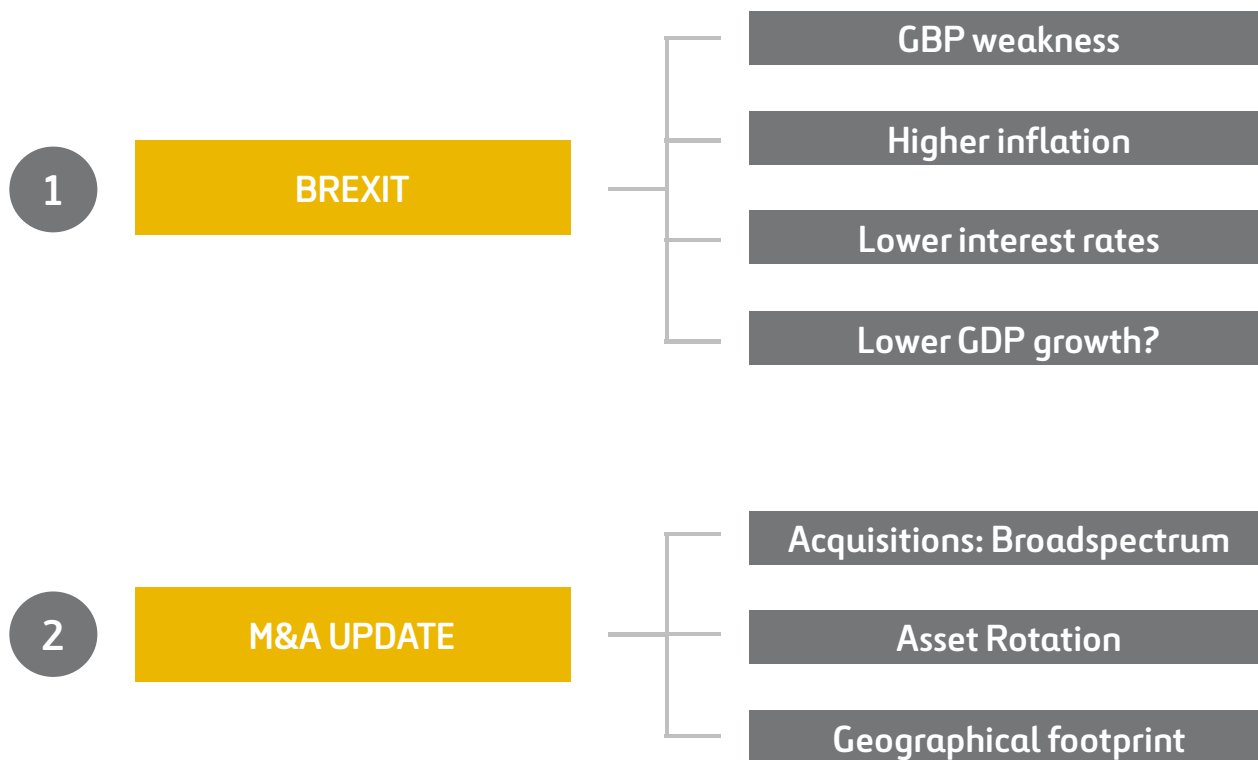 1
BREXIT
GBP weakness
Higher inflation
Lower interest rates
Lower GDP growth?
2
M&A UPDATE
Acquisitions: Broadspectrum
Asset Rotation
Geographical footprint